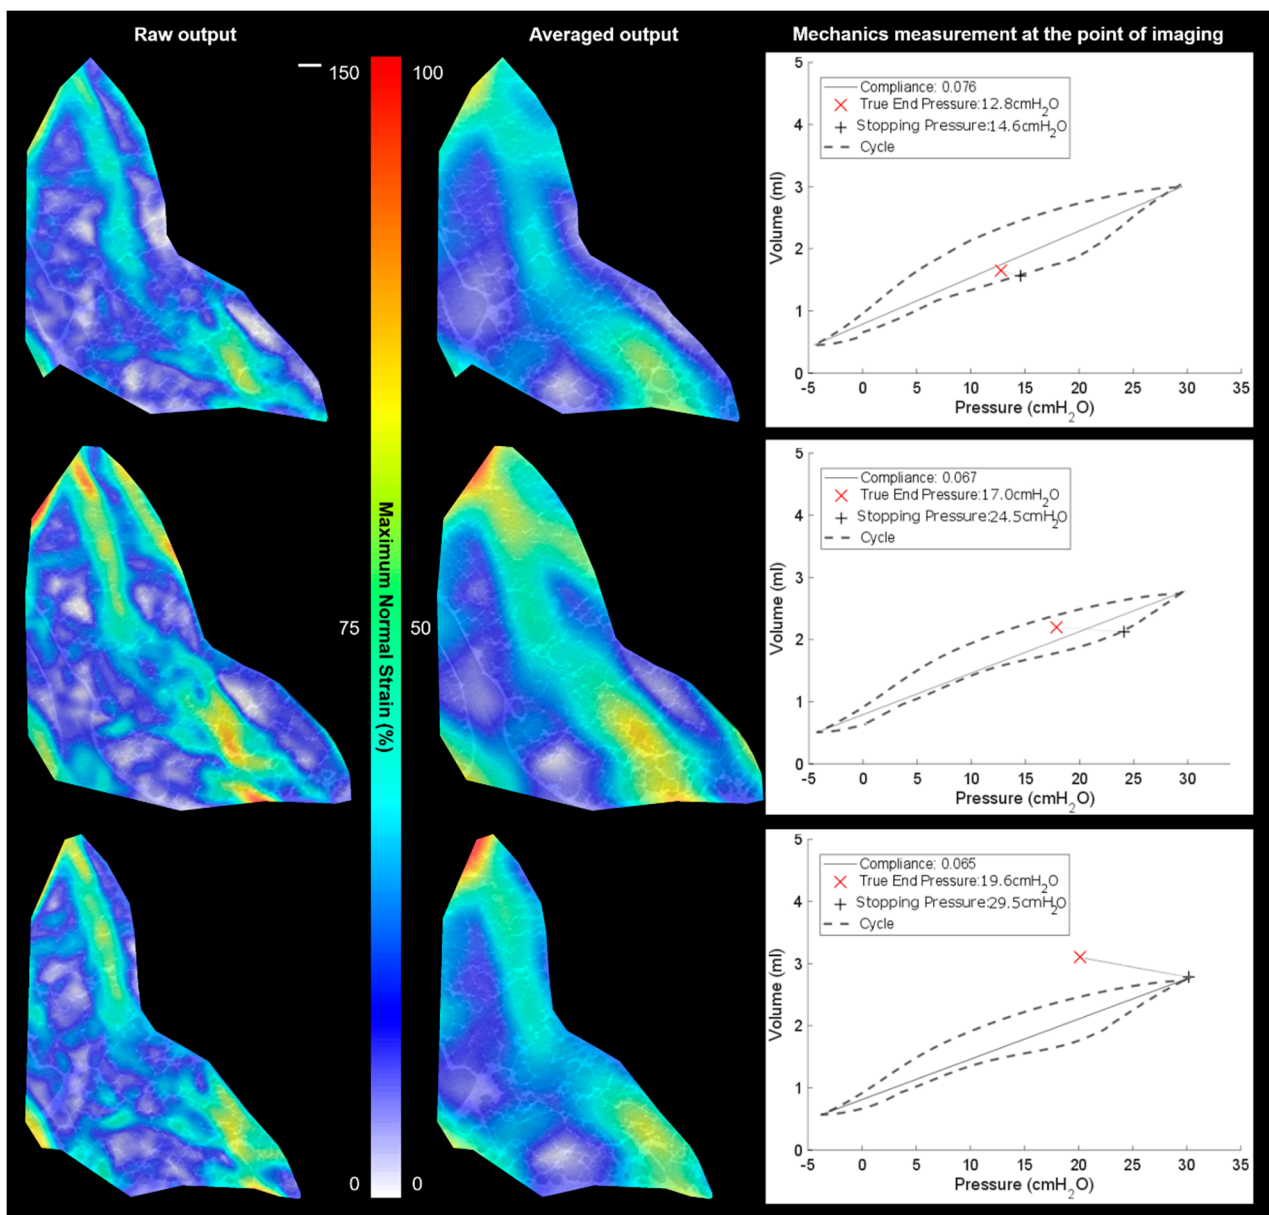 Raw output
Averaged output
Mechanics measurement at the point of imaging
150
100
75
50
0
0
Maximum Normal Strain (%)
5
4
3
2
1
0
Volume (ml)
Compliance: 0.076
True End Pressure:12.8cmH2O
Stopping Pressure:14.6cmH2O
Cycle
-5 0 5 10 15 20 25 30 35
Pressure (cmH2O)
5
4
3
2
1
0
Volume (ml)
Compliance: 0.067
True End Pressure:17.0cmH2O
Stopping Pressure:24.5cmH2O
Cycle
-5 0 5 10 15 20 25 30
Pressure (cmH2O)
5
4
3
2
1
0
Volume (ml)
Compliance: 0.065
True End Pressure:19.6cmH2O
Stopping Pressure:29.5cmH2O
Cycle
-5 0 5 10 15 20 25 30 35
Pressure (cmH2O)